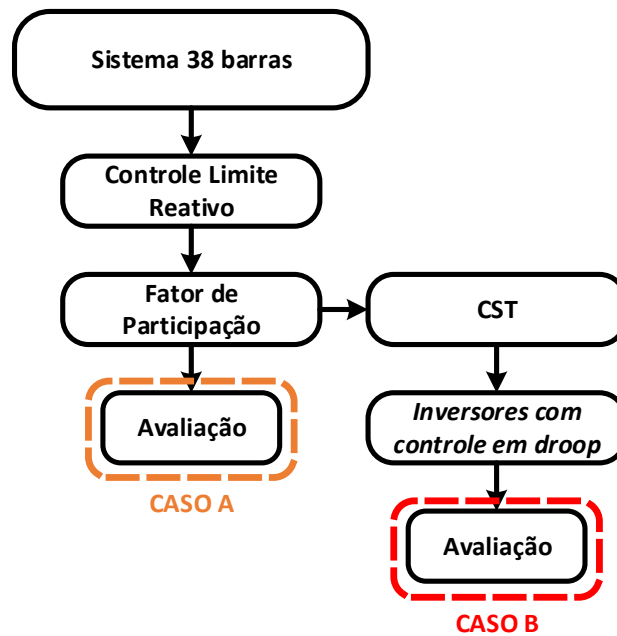 Sistema 38 barras
Controle Limite
Reativo
Fator de
Participação
CST
Avaliação
CASO A
Inversores com
controle em droop
Avaliação
CASO B